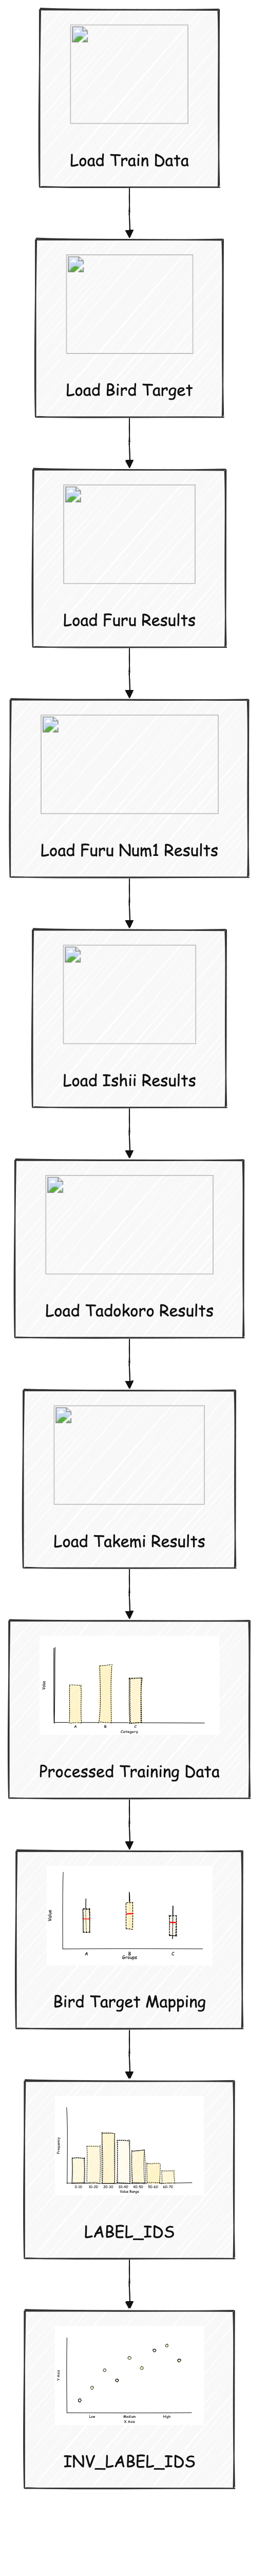 Load Train Data
Load Bird Target
Load Furu Results
Load Furu Num1 Results
Load Ishii Results
Load Tadokoro Results
Load Takemi Results
Value
A B C
Category
Processed Training Data
Value
A B C
Groups
Bird Target Mapping
Frequency
0-10 10-20 20-30 30-40 40-50 50-60 60-70
Value Range
LABEL_IDS
Y Axis
Low Medium High
X Axis
INV_LABEL_IDS